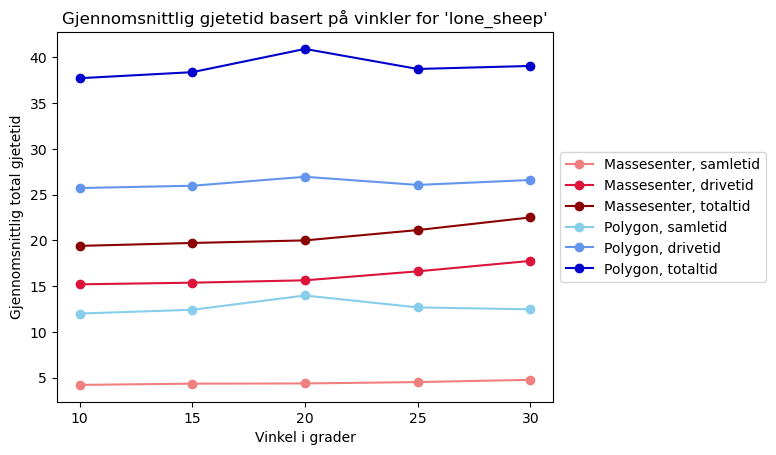 Gjennomsnittlig gjetetid basert på vinkler for 'lone_sheep'
Gjennomsnittlig total gjetetid
40
35
30
25
20
15
10
5
10 15 20 25 30
Vinkel i grader
Massesenter, samletid
Massesenter, drivetid
Massesenter, totaltid
Polygon, samletid
Polygon, drivetid
Polygon, totaltid